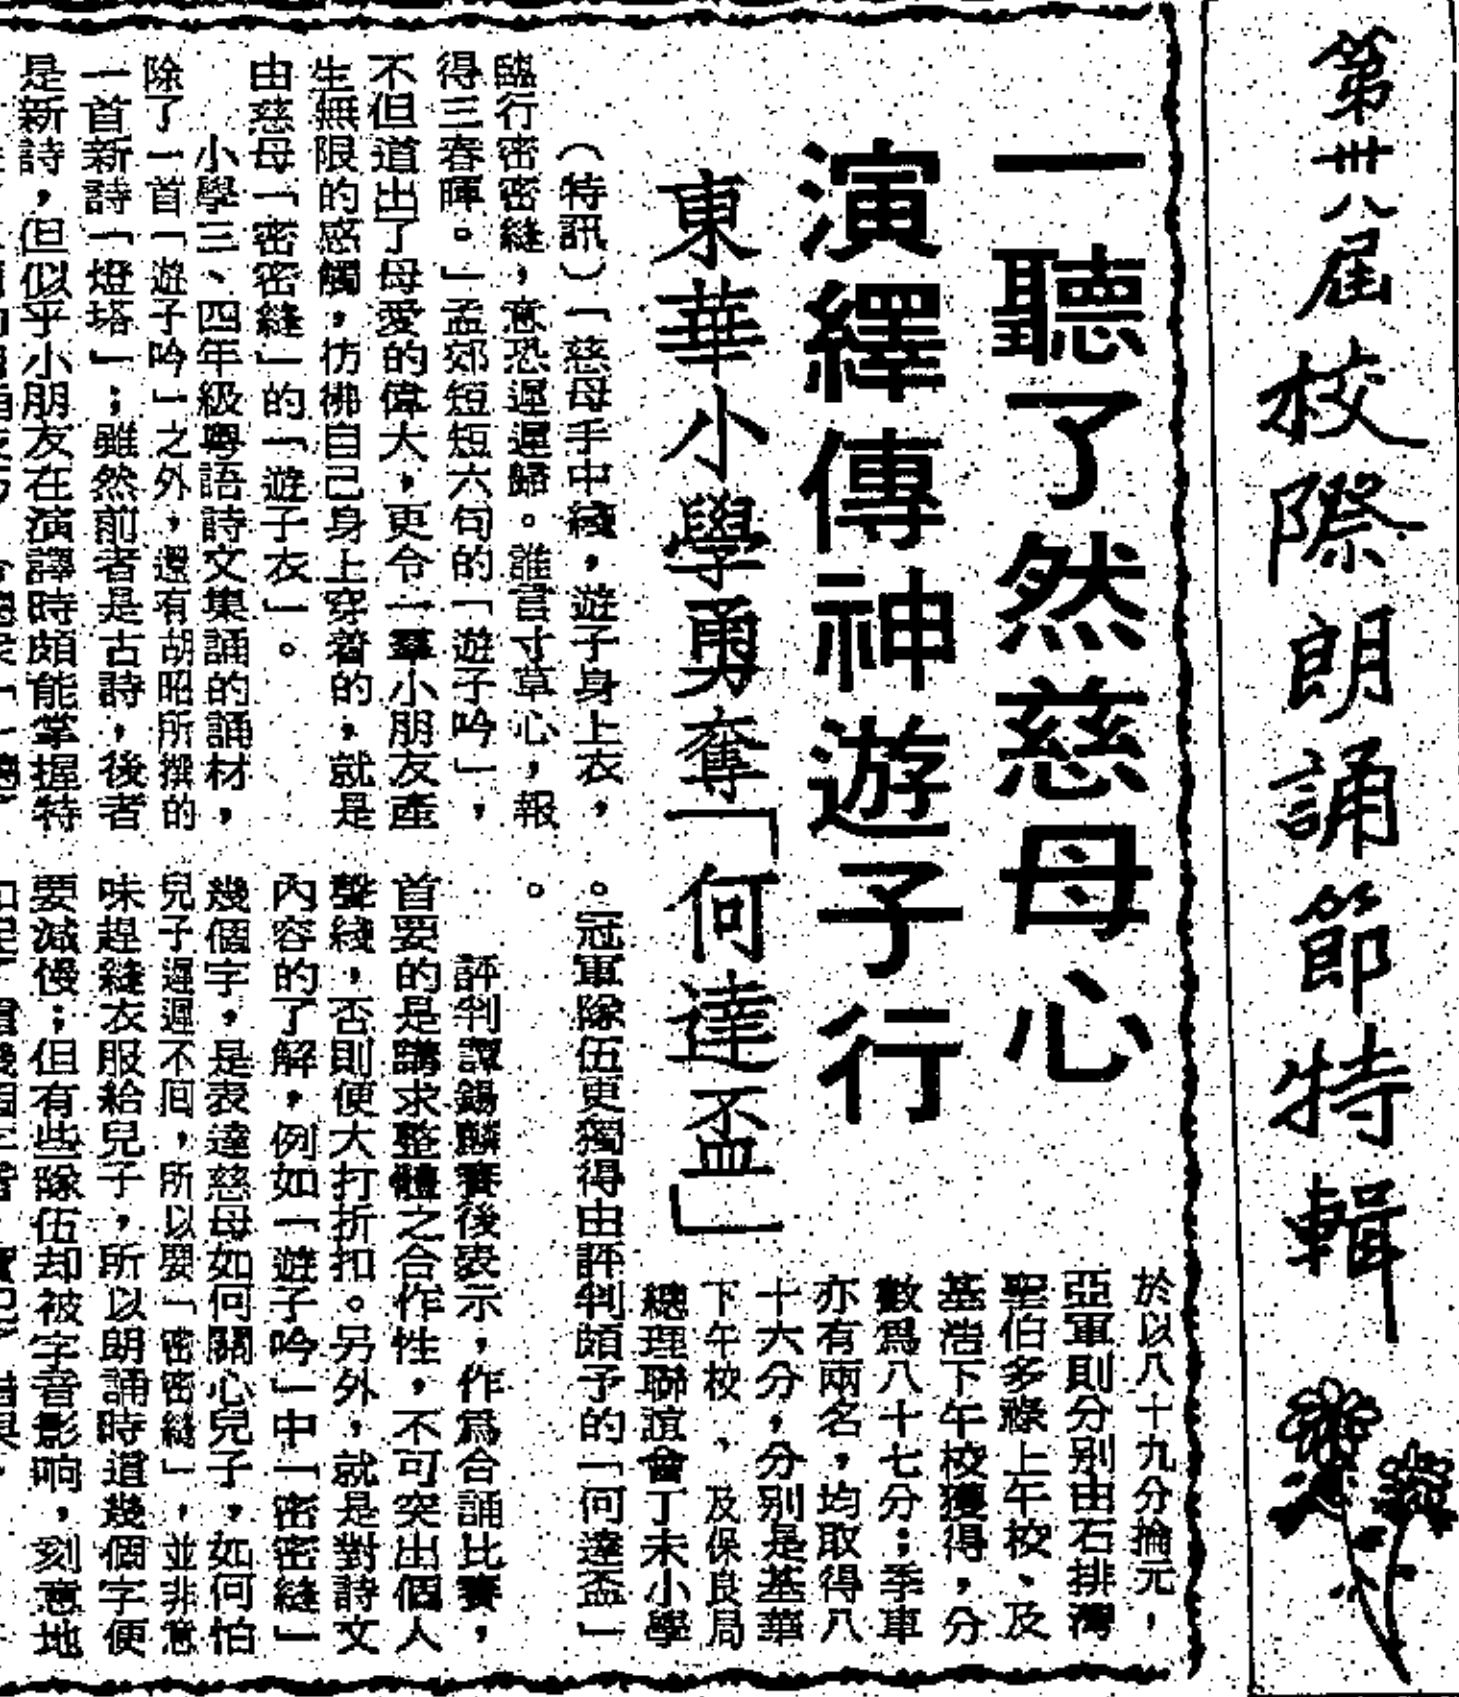 第卅八屆校際朗誦節特輯
一聽了然慈母心
演繹傳神遊子行
東華小學勇奪「何達盃」
（特訊）「慈母手中綫，遊子身上衣，
臨行密密縫，意恐遲遲歸。誰言寸草心，報
得三春暉。」孟郊短短六句的「遊子吟」，
不但道出了母愛的偉大，更令一羣小朋友產
生無限的感觸，彷彿自己身上穿着的，就是
由慈母「密密縫」的「遊子衣」。
小學三、四年級粵語詩文集誦的誦材，
除了一首「遊子吟」之外，還有胡昭所撰的
一首新詩「燈塔」；雖然前者是古詩，後者
是新詩，但似乎小朋友在演譯時頗能掌握特
於以八十九分掄元，
亞軍則分別由石排灣
聖伯多祿上午校、及
基浩下午校獲得，分
數爲八十七分；季軍
亦有兩名，均取得八
十六分，分別是基華
下午校、及保良局
總理聯誼會丁未小學
。冠軍隊伍更獨得由評判頗予的「何達盃」
。
評判譚錫麟賽後表示，作爲合誦比賽，
首要的是講求整體之合作性，不可突出個人
聲綫，否則便大打折扣。另外，就是對詩文
內容的了解，例如「遊子吟」中「密密縫」
幾個字，是表達慈母如何關心兒子，如何怕
兒子遲遲不囘，所以要「密密縫」，並非意
味趕縫衣服給兒子，所以朗誦時道幾個字便
要減慢；但有些隊伍却被字音影响，刻意地